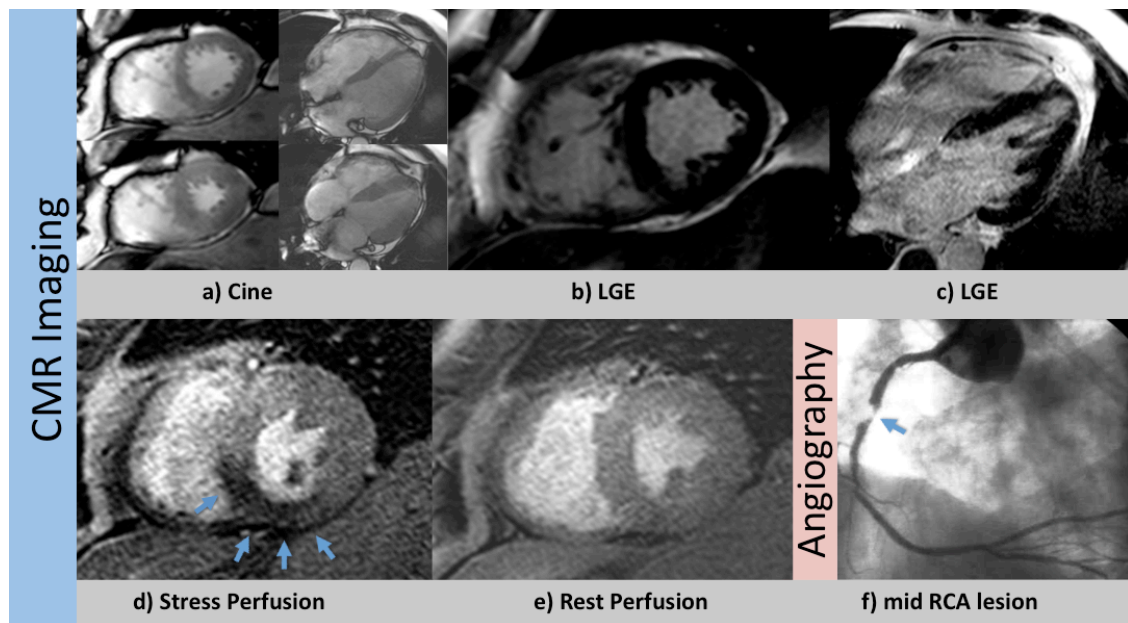 CMR Imaging
a) Cine
b) LGE
c) LGE
d) Stress Perfusion
e) Rest Perfusion
Angiography
f) mid RCA lesion